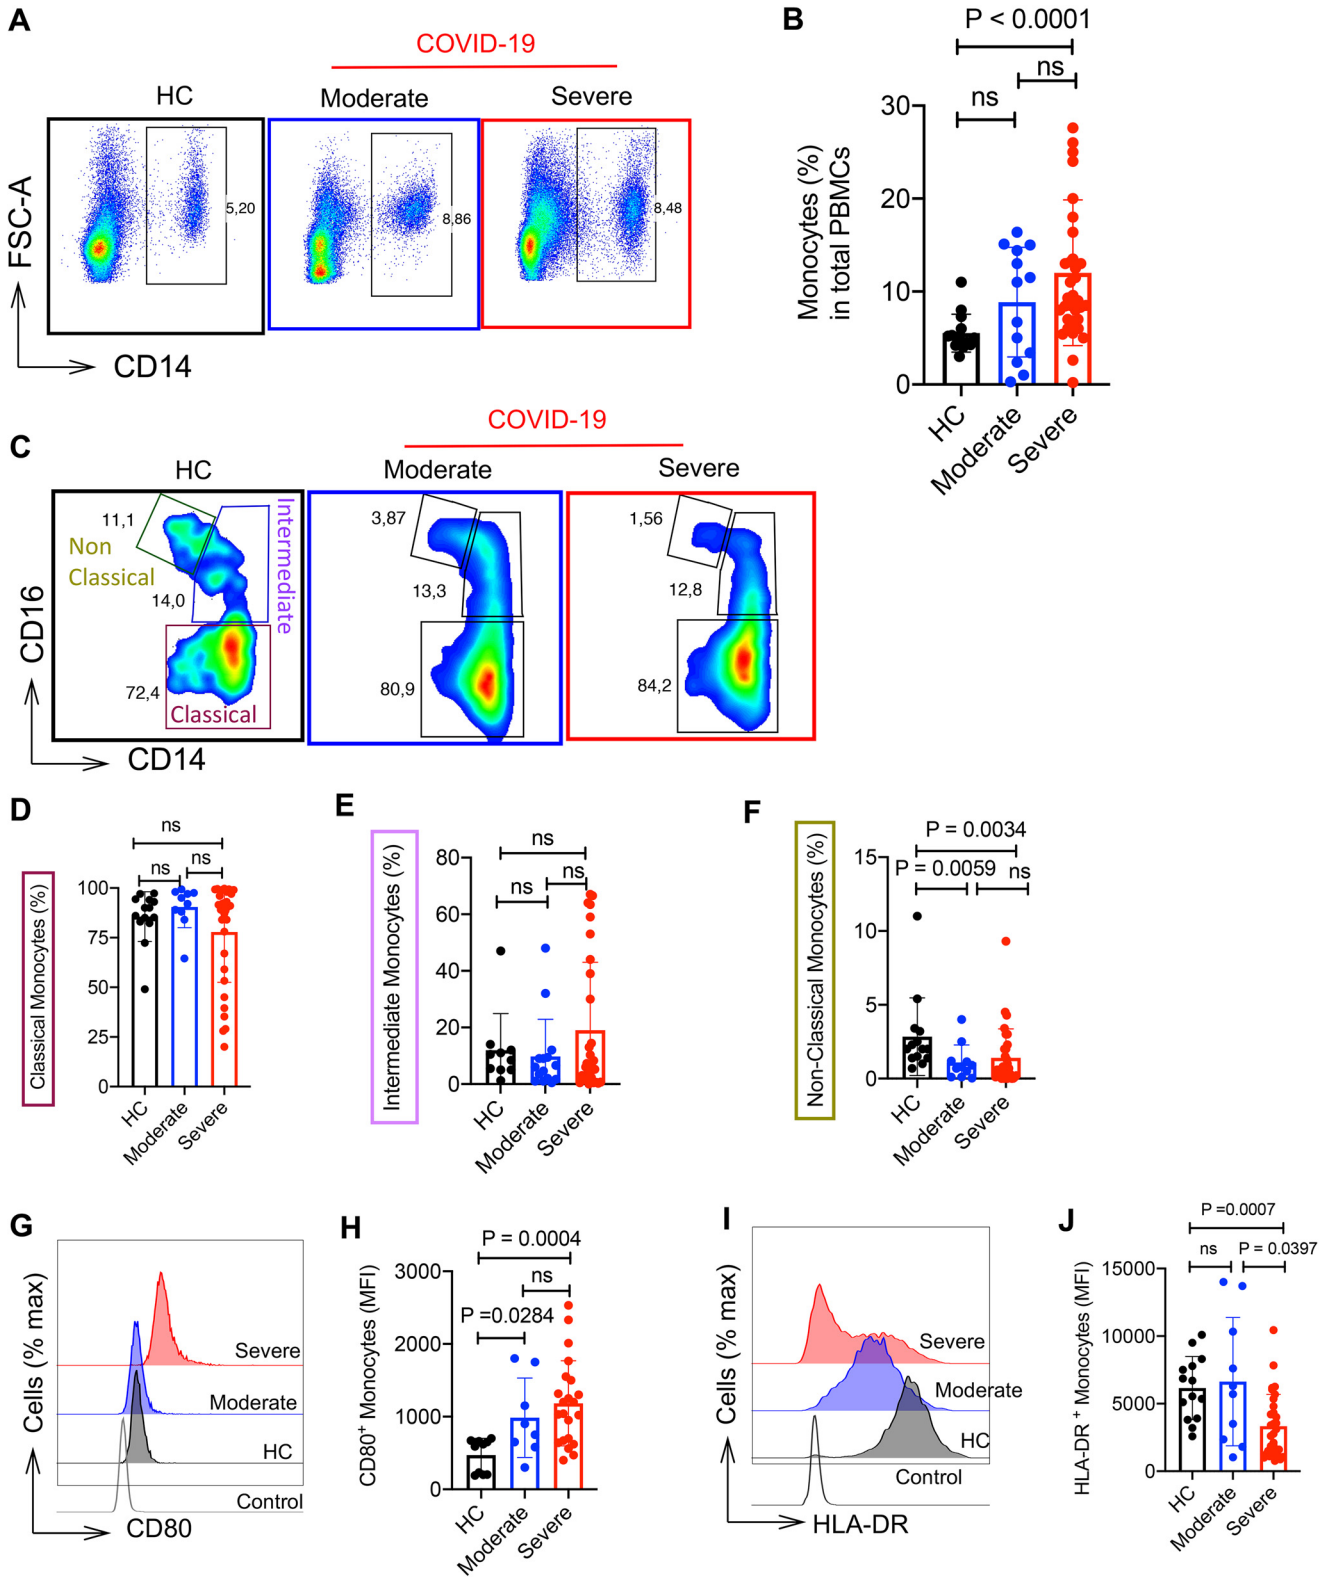 A
COVID-19
HC
Moderate
Severe
FSC-A
5,20
8,86
8,48
CD14
B
P < 0.0001
ns
ns
Monocytes (%)
in total PBMCs
30
20
10
0
HC
Moderate
Severe
C
COVID-19
HC
Moderate
Severe
CD16
11,1
Non
Classical
Intermediate
14,0
72,4
Classical
3,87
13,3
80,9
1,56
12,8
84,2
CD14
D
ns
ns
ns
Classical Monocytes (%)
100
75
50
25
0
HC
Moderate
Severe
E
ns
ns
ns
Intermediate Monocytes (%)
80
60
40
20
0
HC
Moderate
Severe
F
P = 0.0034
P = 0.0059
ns
Non-Classical Monocytes (%)
15
10
5
0
HC
Moderate
Severe
G
Cells (% max)
Severe
Moderate
HC
Control
CD80
H
P = 0.0004
ns
P =0.0284
CD80+ Monocytes (MFI)
3000
2000
1000
0
HC
Moderate
Severe
I
Cells (% max)
Severe
Moderate
HC
Control
HLA-DR
J
P =0.0007
ns
P = 0.0397
HLA-DR + Monocytes (MFI)
15000
10000
5000
0
HC
Moderate
Severe